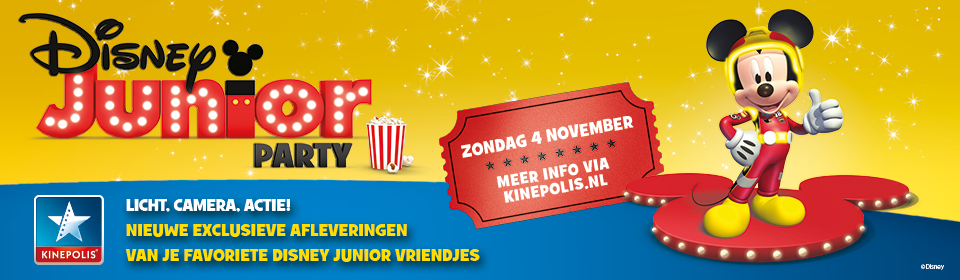 Disney
Junior
PARTY
ZONDAG 4 NOVEMBER
MEER INFO VIA
KINEPOLIS.NL
KINEPOLIS®
LICHT, CAMERA, ACTIE!
NIEUWE EXCLUSIEVE AFLEVERINGEN
VAN JE FAVORIETE DISNEY JUNIOR VRIENDJES
©Disney